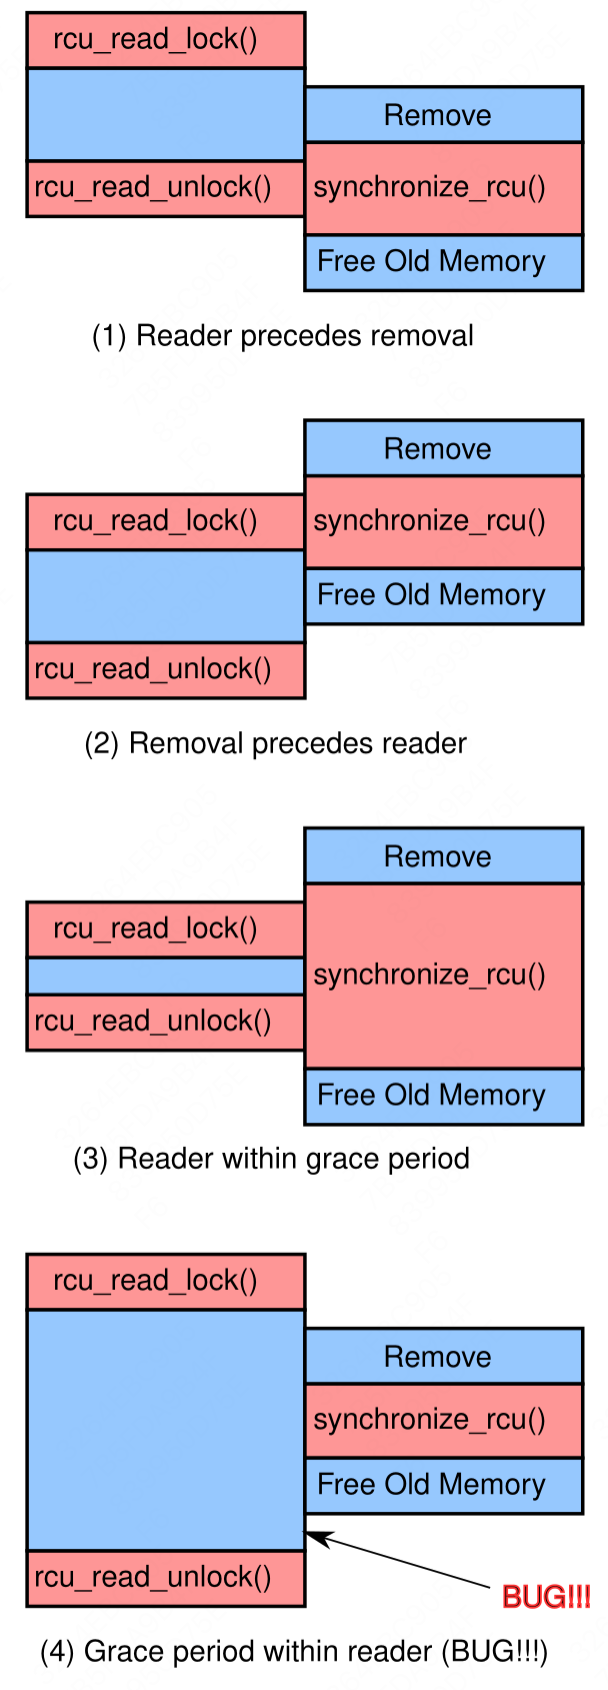 rcu_read_lock()
Remove
rcu_read_unlock()
synchronize_rcu()
Free Old Memory
(1) Reader precedes removal
Remove
rcu_read_lock()
synchronize_rcu()
Free Old Memory
rcu_read_unlock()
(2) Removal precedes reader
Remove
rcu_read_lock()
synchronize_rcu()
rcu_read_unlock()
Free Old Memory
(3) Reader within grace period
rcu_read_lock()
Remove
synchronize_rcu()
Free Old Memory
rcu_read_unlock()
BUG!!!
(4) Grace period within reader (BUG!!!)